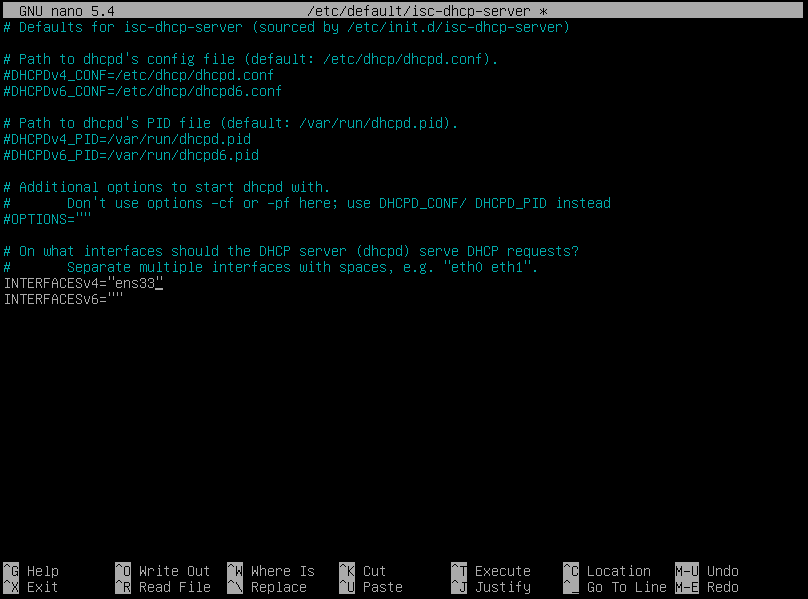 GNU nano 5.4 /etc/default/isc-dhcp-server *
# Defaults for isc-dhcp-server (sourced by /etc/init.d/isc-dhcp-server)
# Path to dhcpd's config file (default: /etc/dhcp/dhcpd.conf).
#DHCPDv4_CONF=/etc/dhcp/dhcpd.conf
#DHCPDv6_CONF=/etc/dhcp/dhcpd6.conf
# Path to dhcpd's PID file (default: /var/run/dhcpd.pid).
#DHCPDv4_PID=/var/run/dhcpd.pid
#DHCPDv6_PID=/var/run/dhcpd6.pid
# Additional options to start dhcpd with.
#       Don't use options -cf or -pf here; use DHCPD_CONF/ DHCPD_PID instead
#OPTIONS=""
# On what interfaces should the DHCP server (dhcpd) serve DHCP requests?
#       Separate multiple interfaces with spaces, e.g. "eth0 eth1".
INTERFACESv4="ens33"
INTERFACESv6=""
^G Help ^O Write Out ^W Where Is ^K Cut ^T Execute ^C Location M-U Undo
^X Exit ^R Read File ^\ Replace ^U Paste ^J Justify ^_ Go To Line M-E Redo